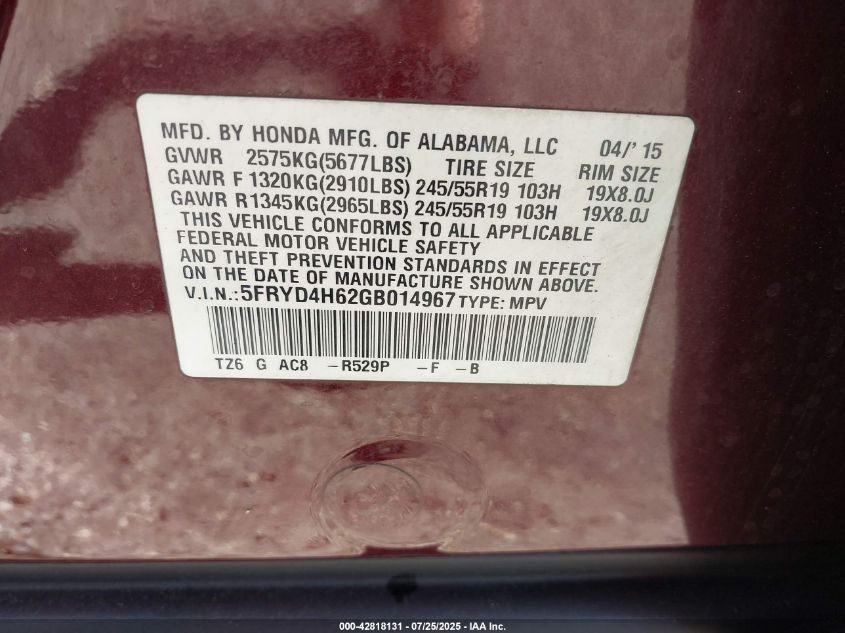 MFD. BY HONDA MFG. OF ALABAMA, LLC 04/'15
GVWR 2575KG(5677LBS) TIRE SIZE RIM SIZE
GAWR F 1320KG(2910LBS) 245/55R19 103H 19X8.0J
GAWR R1345KG(2965LBS) 245/55R19 103H 19X8.0J
THIS VEHICLE CONFORMS TO ALL APPLICABLE
FEDERAL MOTOR VEHICLE SAFETY
AND THEFT PREVENTION STANDARDS IN EFFECT
ON THE DATE OF MANUFACTURE SHOWN ABOVE.
V.I.N.:5FRYD4H62GB014967 TYPE: MPV
TZ6 G AC8 -R529P -F -B
000-42818131 - 07/25/2025 - IAA Inc.